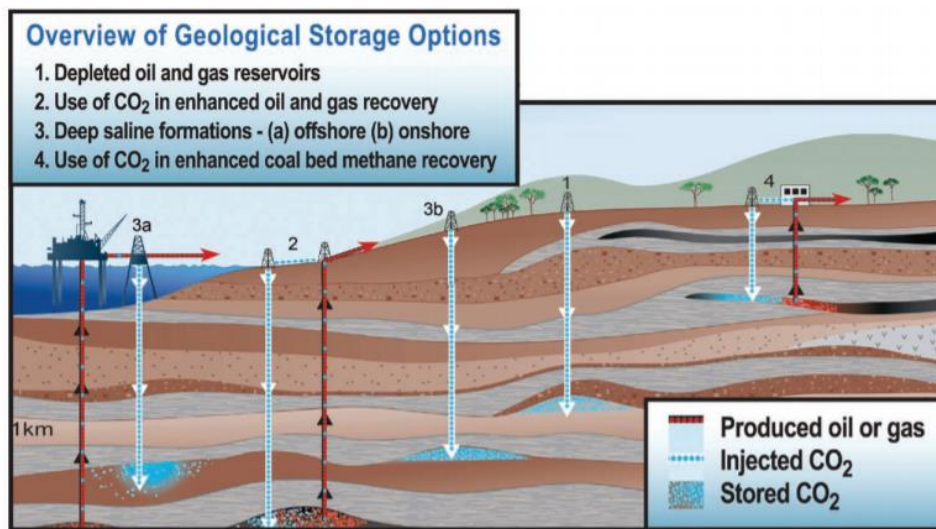 Overview of Geological Storage Options
1. Depleted oil and gas reservoirs
2. Use of CO₂ in enhanced oil and gas recovery
3. Deep saline formations - (a) offshore (b) onshore
4. Use of CO₂ in enhanced coal bed methane recovery
3a
2
3b
1
4
1km
Produced oil or gas
Injected CO₂
Stored CO₂